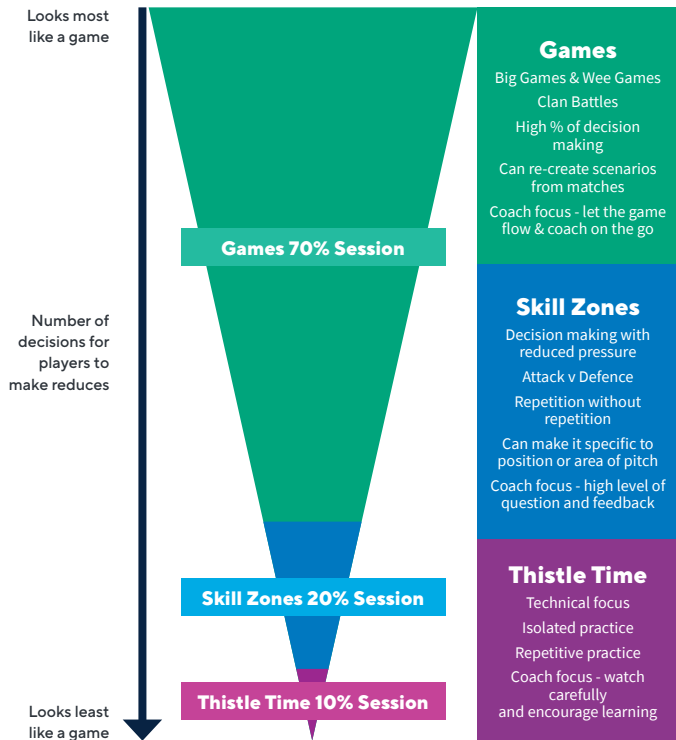 Looks most
like a game
Games
Big Games & Wee Games
Clan Battles
High % of decision
making
Can re-create scenarios
from matches
Coach focus - let the game
flow & coach on the go
Games 70% Session
Number of
decisions for
players to
make reduces
Skill Zones
Decision making with
reduced pressure
Attack v Defence
Repetition without
repetition
Can make it specific to
position or area of pitch
Coach focus - high level of
question and feedback
Skill Zones 20% Session
Thistle Time
Technical focus
Isolated practice
Repetitive practice
Coach focus - watch
carefully
and encourage learning
Thistle Time 10% Session
Looks least
like a game